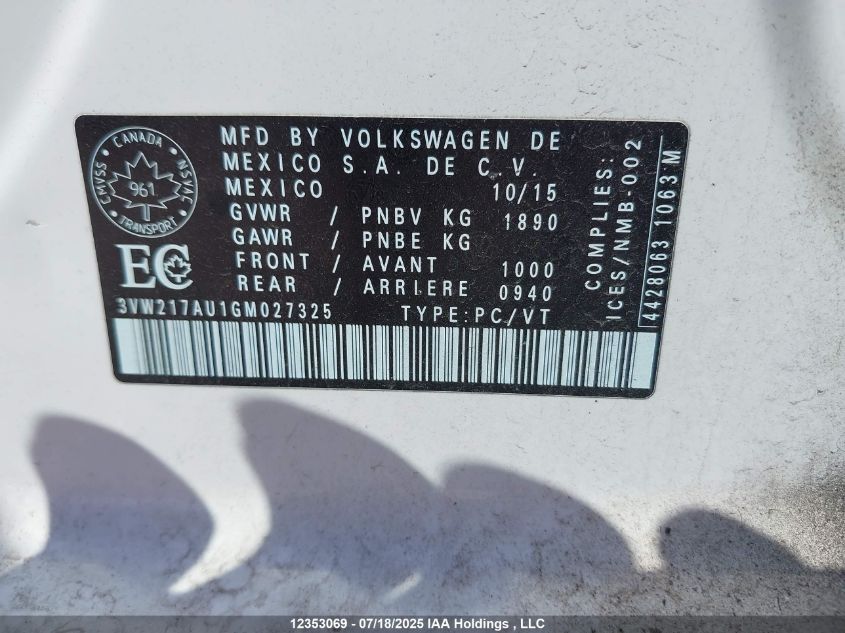 CANADA
CMVSS
NSVAC
961
TRANSPORT
EC
MFD BY VOLKSWAGEN DE
MEXICO S.A. DE C.V.
MEXICO 10/15
GVWR / PNBV KG 1890
GAWR / PNBE KG
FRONT / AVANT 1000
REAR / ARRIERE 0940
3VW217AU1GM027325 TYPE:PC/VT
COMPLIES:
ICES/NMB-002
4428063 1063 M
12353069 - 07/18/2025 IAA Holdings , LLC